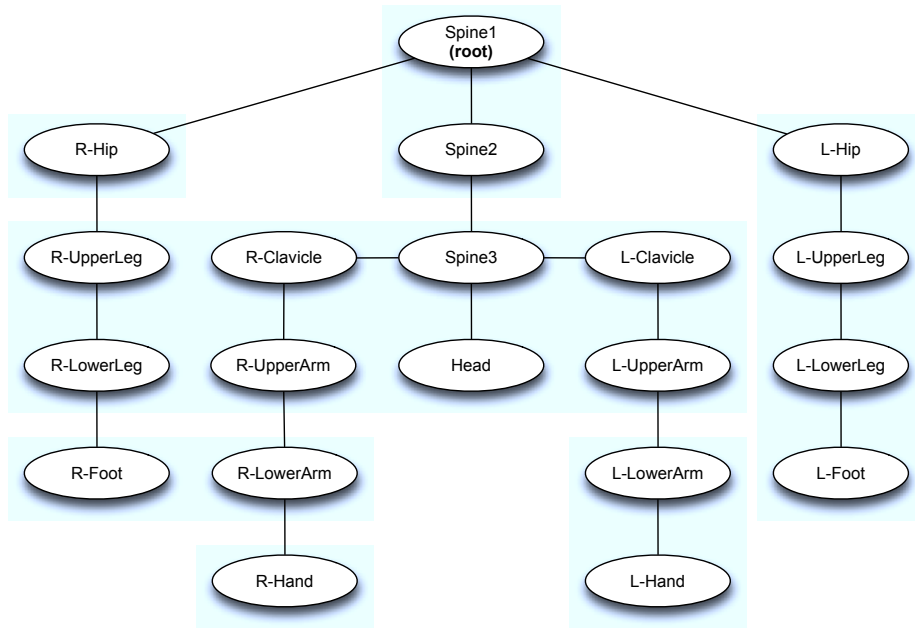 Spine1
(root)
R-Hip
Spine2
L-Hip
R-UpperLeg
R-Clavicle
Spine3
L-Clavicle
L-UpperLeg
R-LowerLeg
R-UpperArm
Head
L-UpperArm
L-LowerLeg
R-Foot
R-LowerArm
L-LowerArm
L-Foot
R-Hand
L-Hand